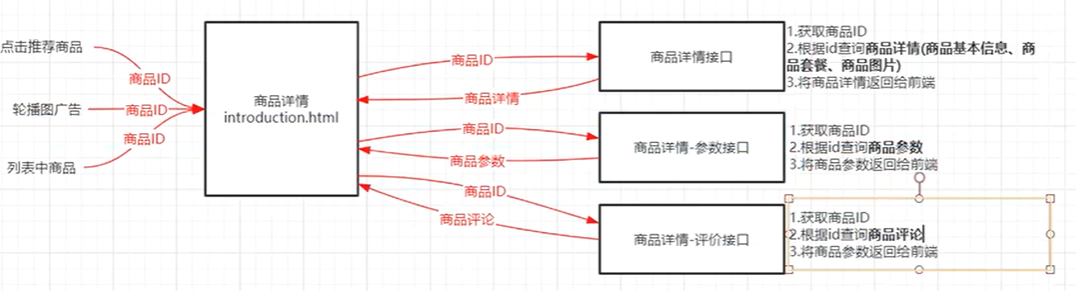 点击推荐商品
商品ID
轮播图广告
商品ID
商品ID
列表中商品
商品详情
introduction.html
商品ID
商品详情
商品ID
商品参数
商品ID
商品评论
商品详情接口
1.获取商品ID
2.根据id查询商品详情(商品基本信息、商
品套餐、商品图片)
3.将商品详情返回给前端
商品详情-参数接口
1.获取商品ID
2.根据id查询商品参数
3.将商品参数返回给前端
商品详情-评价接口
1.获取商品ID
2.根据id查询商品评论
3.将商品参数返回给前端